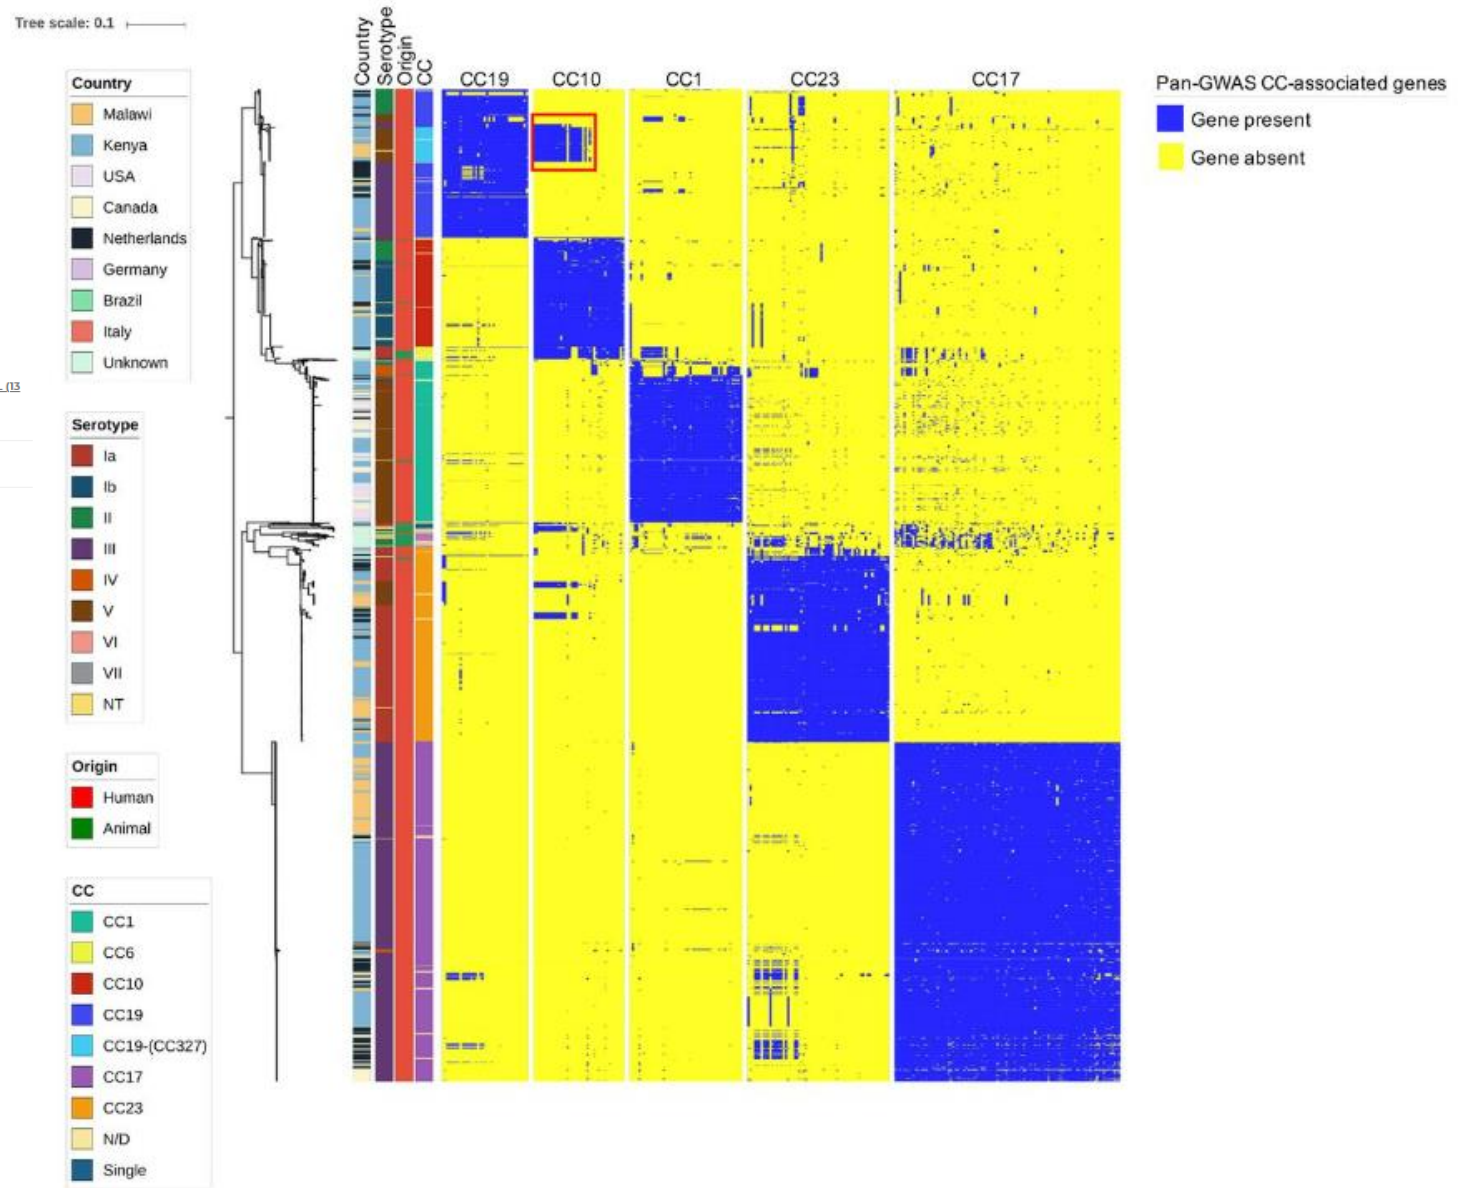 Tree scale: 0.1
Country
Serotype
Origin
CC
CC19
CC10
CC1
CC23
CC17
Pan-GWAS CC-associated genes
Gene present
Gene absent
Country
Malawi
Kenya
USA
Canada
Netherlands
Germany
Brazil
Italy
Unknown
(13
Serotype
Ia
Ib
II
III
IV
V
VI
VII
NT
Origin
Human
Animal
CC
CC1
CC6
CC10
CC19
CC19-(CC327)
CC17
CC23
N/D
Single